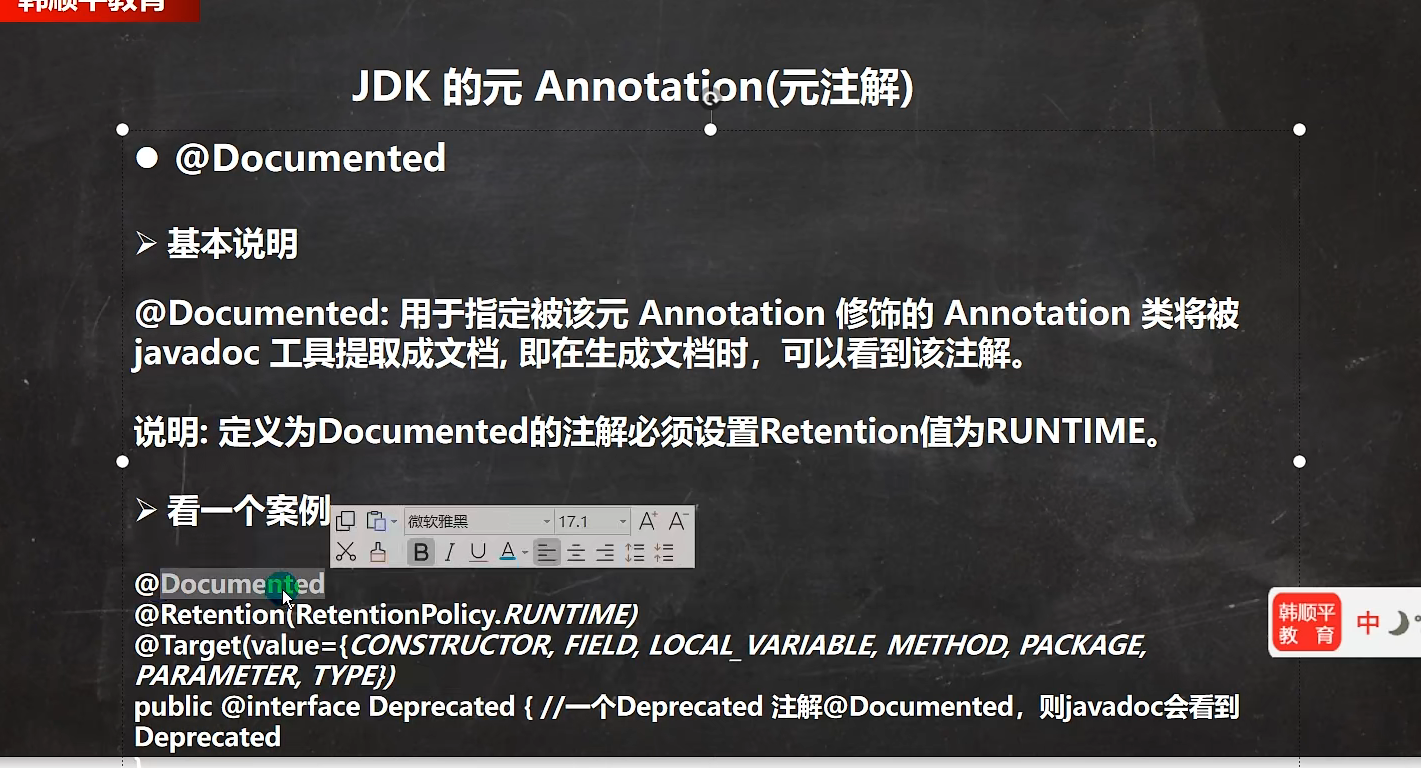 韩顺平教育
JDK 的元 Annotation(元注解)
● @Documented
➢ 基本说明
@Documented: 用于指定被该元 Annotation 修饰的 Annotation 类将被
javadoc 工具提取成文档, 即在生成文档时，可以看到该注解。
说明: 定义为Documented的注解必须设置Retention值为RUNTIME。
➢ 看一个案例
微软雅黑 17.1 A+ A-
B I U A
@Documented
@Retention(RetentionPolicy.RUNTIME)
@Target(value={CONSTRUCTOR, FIELD, LOCAL_VARIABLE, METHOD, PACKAGE,
PARAMETER, TYPE})
韩顺平
教 育
中
public @interface Deprecated { //一个Deprecated 注解@Documented，则javadoc会看到
Deprecated
}